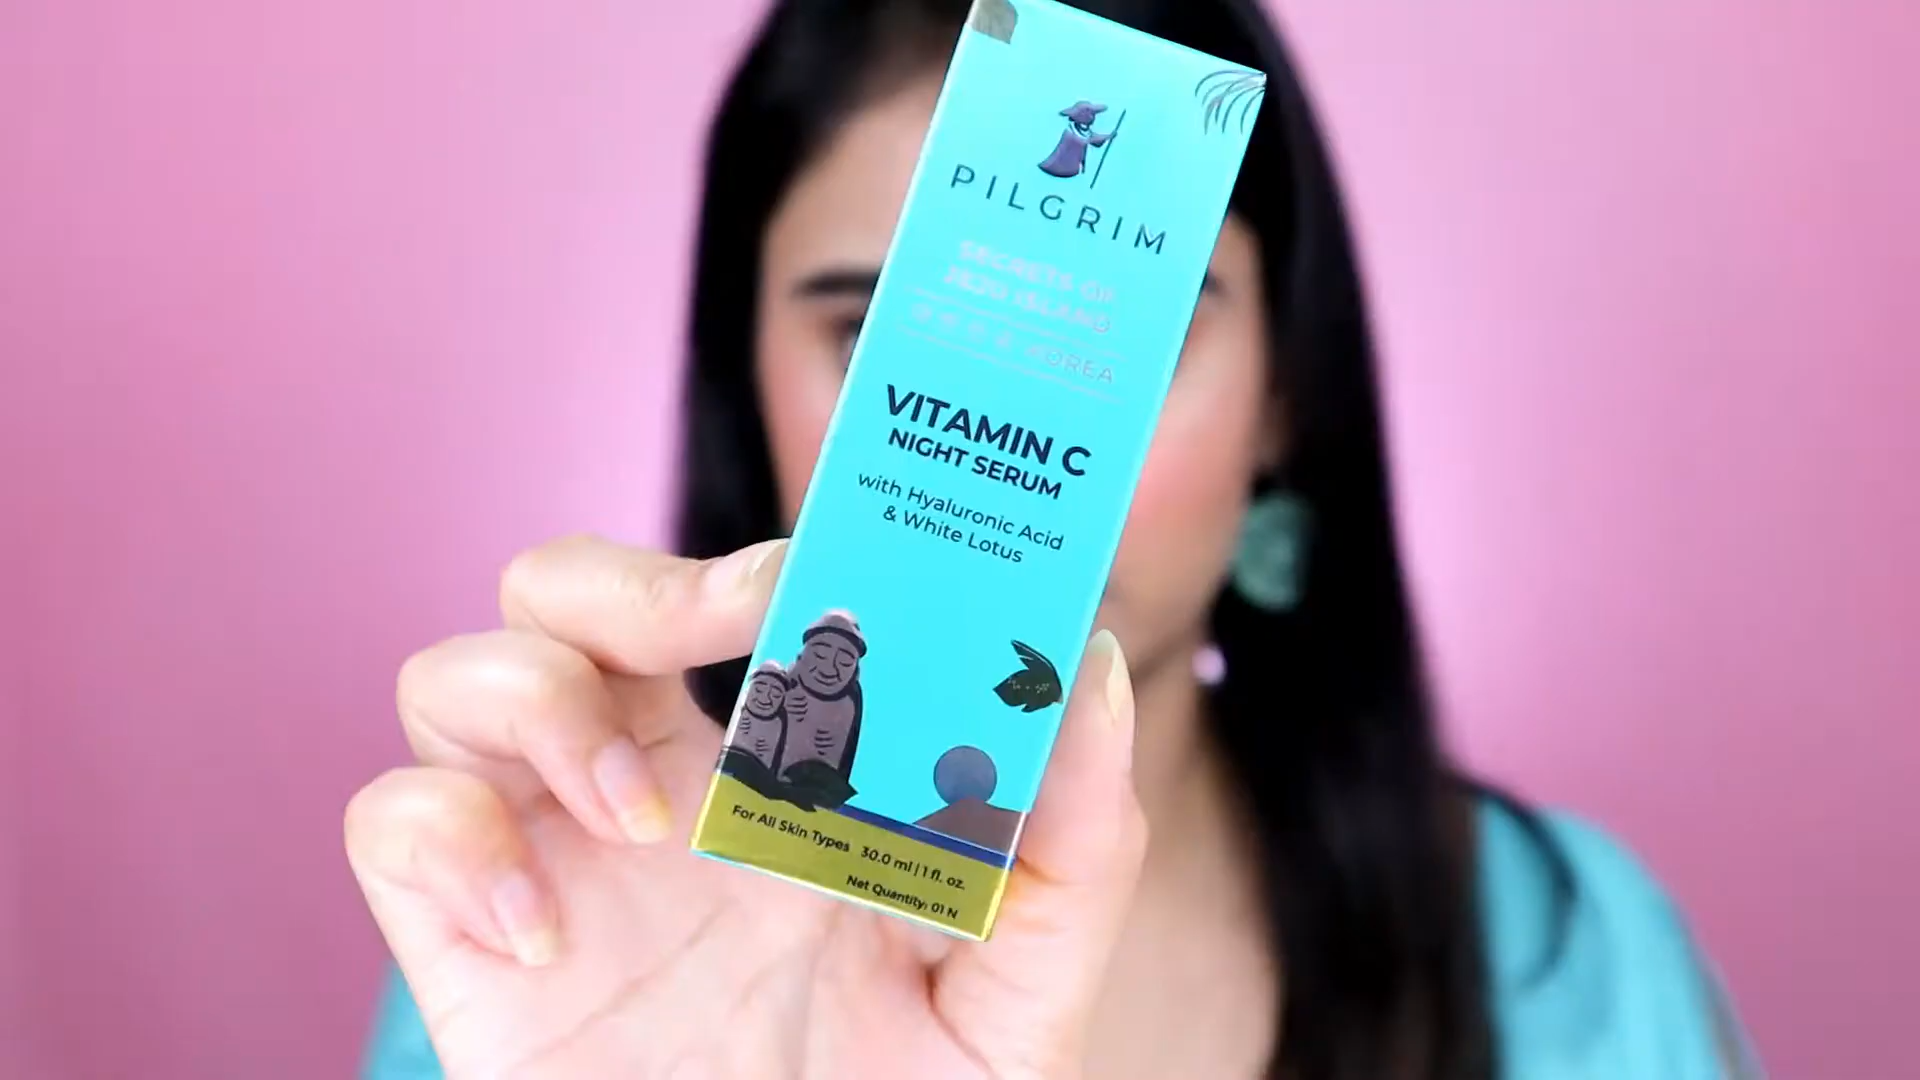 PILGRIM
SECRETS OF
JEJU ISLAND
KOREA
VITAMIN C
NIGHT SERUM
with Hyaluronic Acid
& White Lotus
For All Skin Types 30.0 ml | 1 fl. oz.
Net Quantity: 01 N